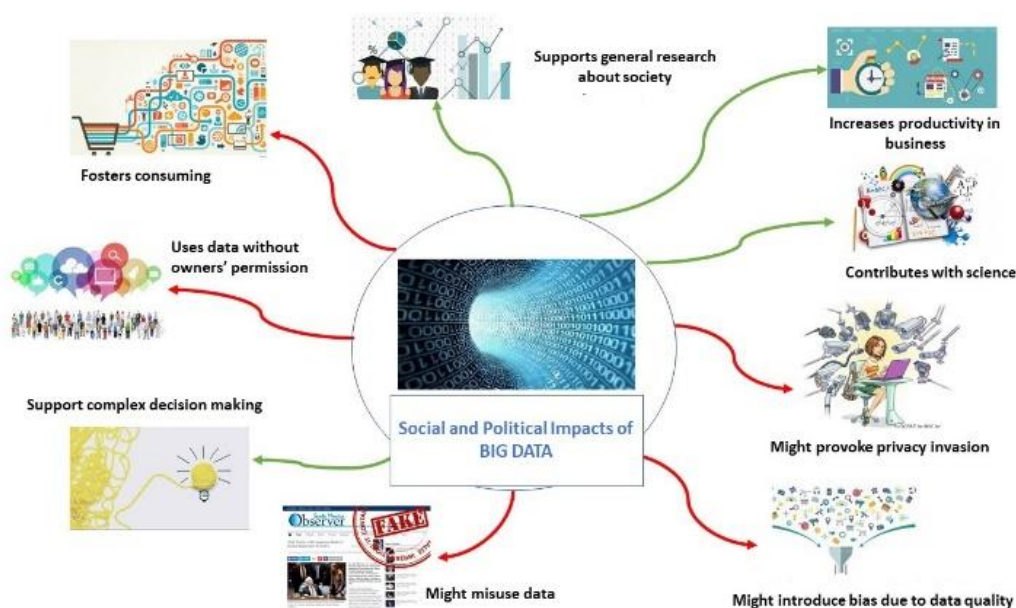 Supports general research
about society
Increases productivity in
business
Fosters consuming
Contributes with science
Uses data without
owners' permission
Support complex decision making
Social and Political Impacts of
BIG DATA
Might provoke privacy invasion
Observer
FAKE
Might misuse data
Might introduce bias due to data quality